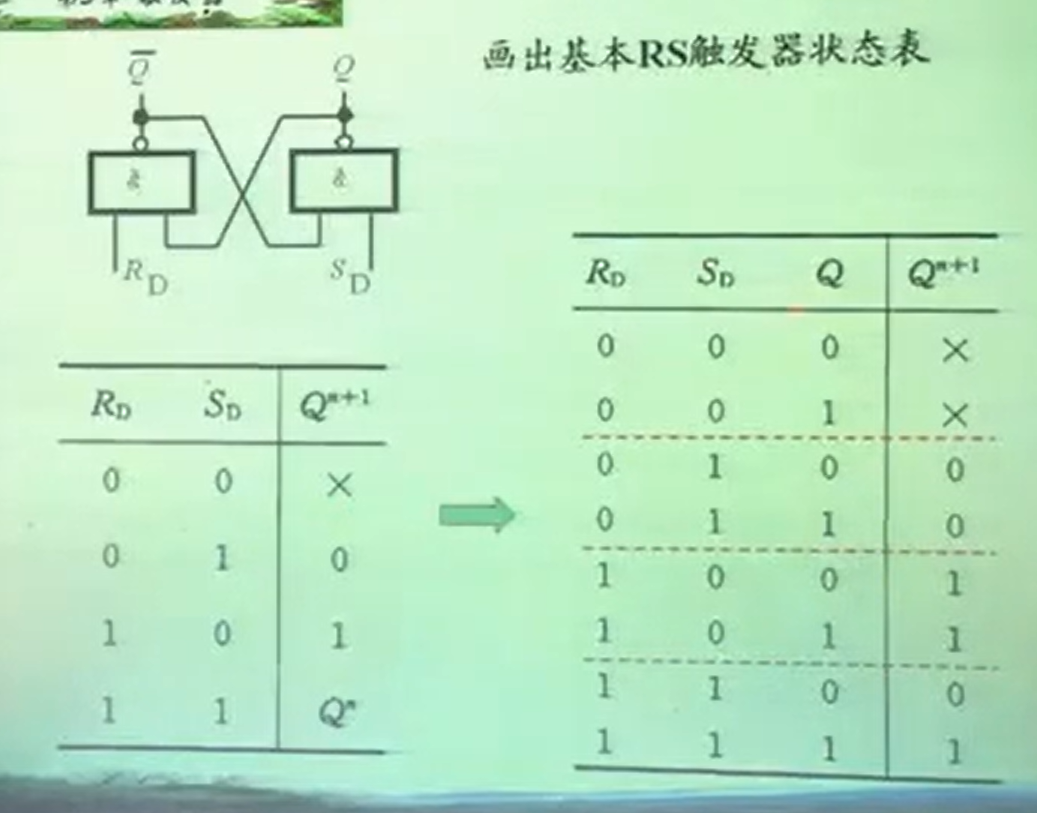 画出基本RS触发器状态表
Q̅ Q
& &
R_D S_D
R_D S_D Qⁿ⁺¹
0 0 ×
0 1 0
1 0 1
1 1 Qⁿ
R_D S_D Q Qⁿ⁺¹
0 0 0 ×
0 0 1 ×
0 1 0 0
0 1 1 0
1 0 0 1
1 0 1 1
1 1 0 0
1 1 1 1